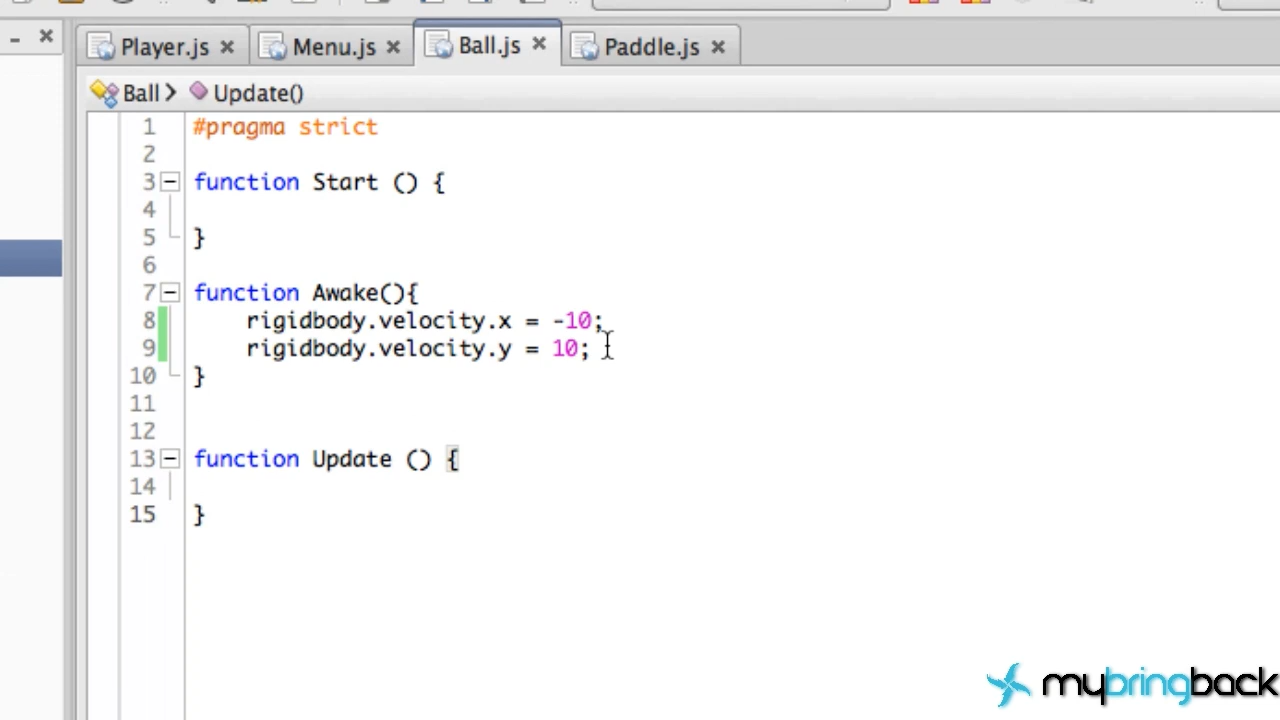 Player.js Menu.js Ball.js Paddle.js
Ball Update()
1 #pragma strict
2
3 function Start () {
4
5 }
6
7 function Awake(){
8 rigidbody.velocity.x = -10;
9 rigidbody.velocity.y = 10;
10 }
11
12
13 function Update () {
14
15 }
mybringback